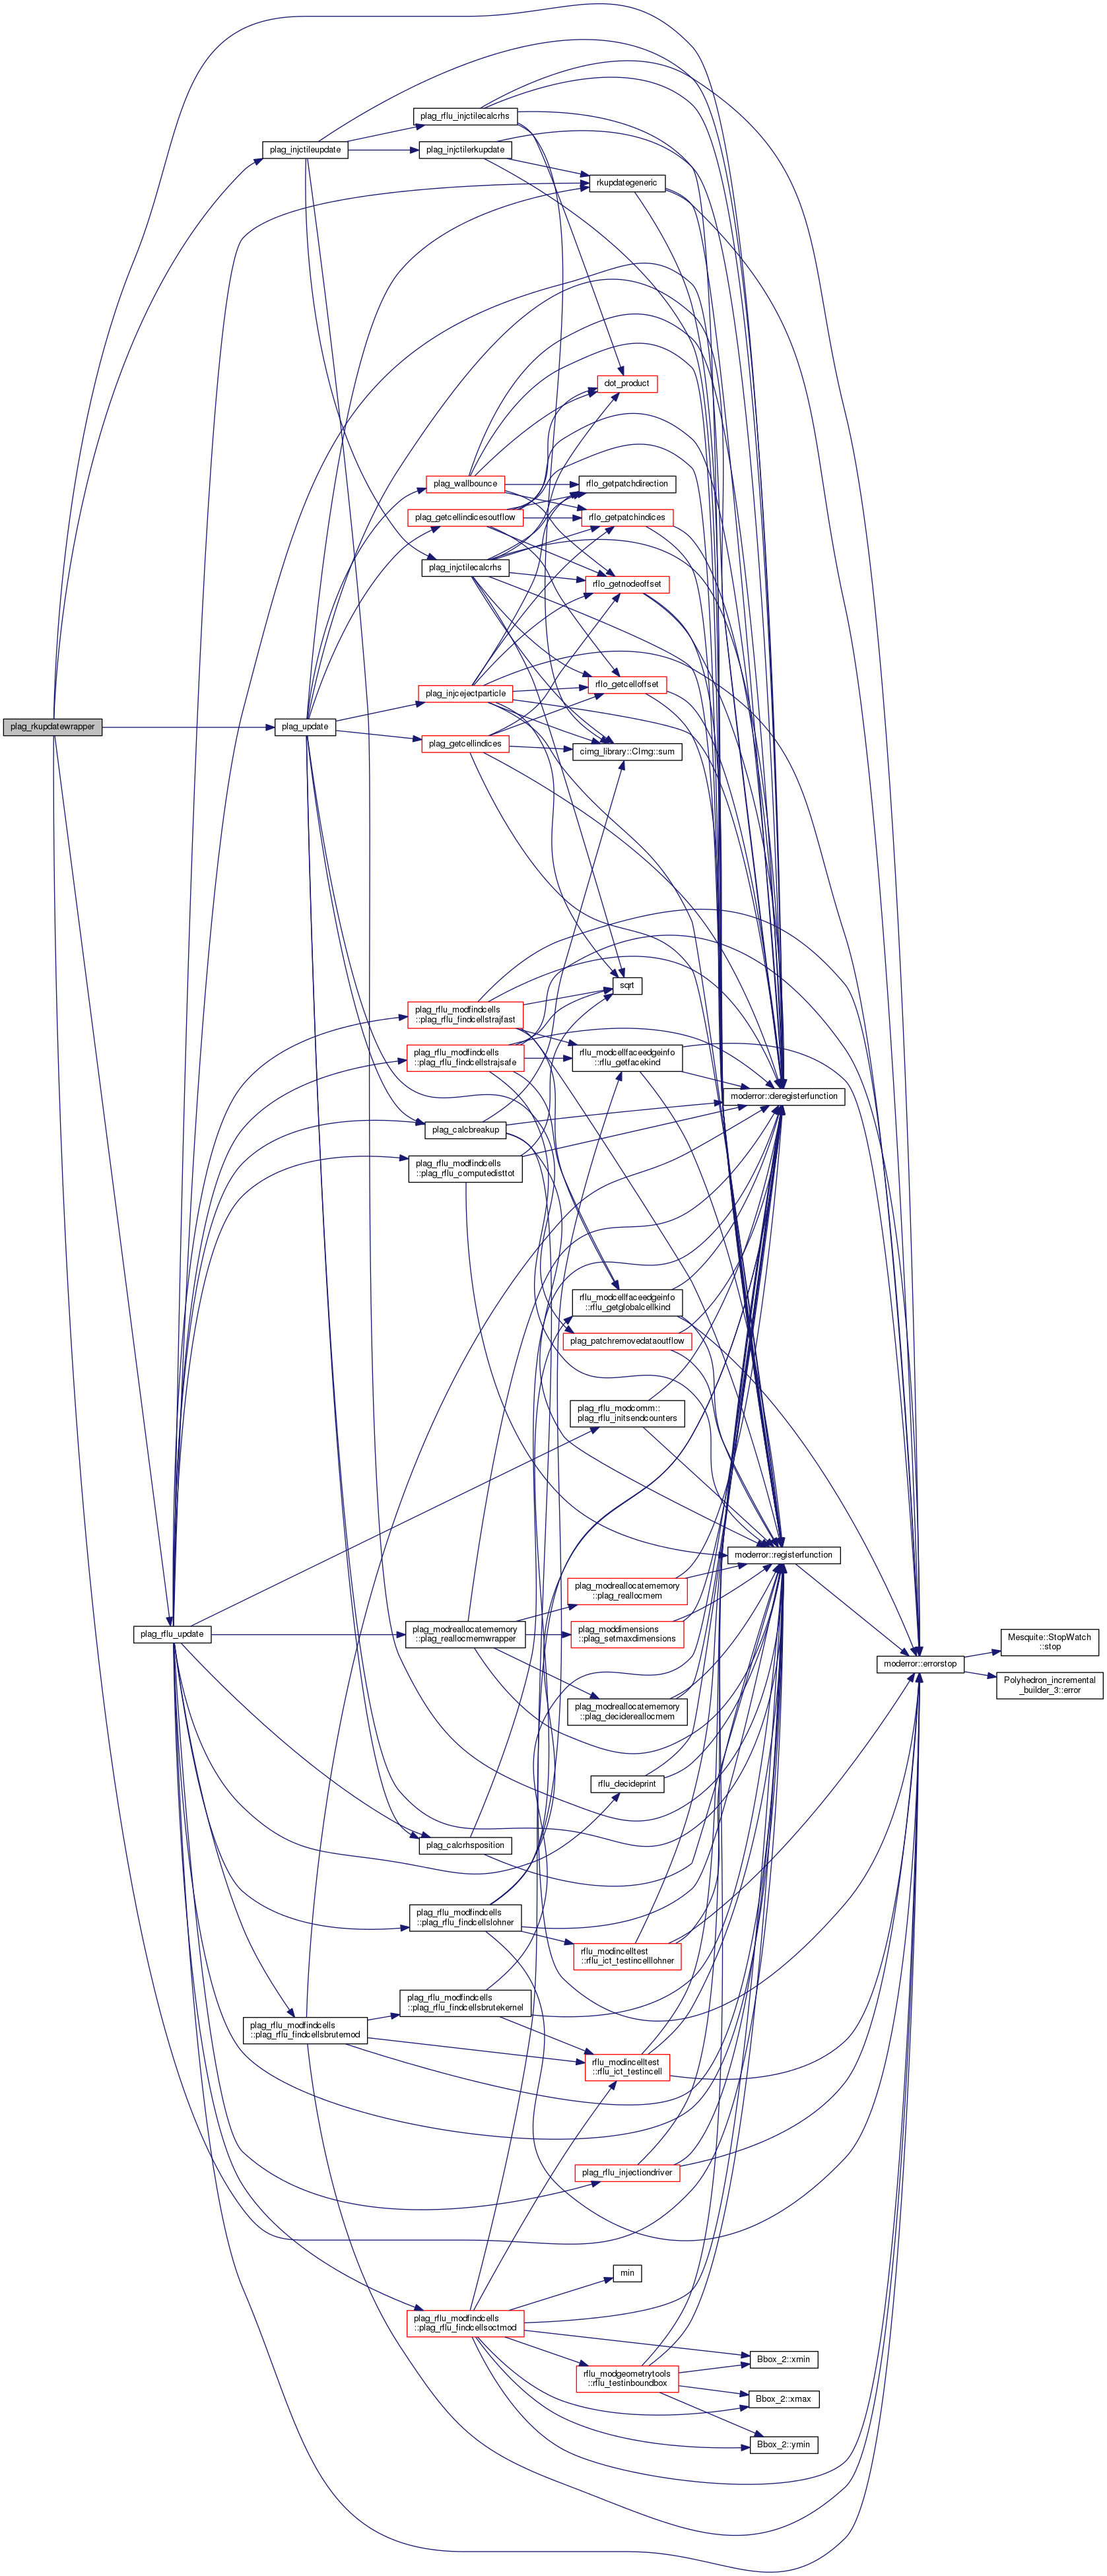 plag_rflu_injctilecalcrhs
plag_injctileupdate
plag_injctilerkupdate
rkupdategeneric
dot_product
plag_wallbounce
rflo_getpatchdirection
plag_getcellindicesoutflow
rflo_getpatchindices
plag_injctilecalcrhs
rflo_getnodeoffset
rflo_getcelloffset
plag_injcejectparticle
plag_rkupdatewrapper
plag_update
plag_getcellindices
cimg_library::CImg::sum
sqrt
plag_rflu_modfindcells
::plag_rflu_findcellstrajfast
plag_rflu_modfindcells
::plag_rflu_findcellstrajsafe
rflu_modcellfaceedgeinfo
::rflu_getfacekind
moderror::deregisterfunction
plag_calcbreakup
plag_rflu_modfindcells
::plag_rflu_computedisttot
rflu_modcellfaceedgeinfo
::rflu_getglobalcellkind
plag_patchremovedataoutflow
plag_rflu_modcomm::
plag_rflu_initsendcounters
moderror::registerfunction
plag_modreallocatememory
::plag_reallocmem
plag_rflu_update
plag_modreallocatememory
::plag_reallocmemwrapper
plag_moddimensions
::plag_setmaxdimensions
Mesquite::StopWatch
::stop
moderror::errorstop
Polyhedron_incremental
_builder_3::error
plag_modreallocatememory
::plag_decidereallocmem
rflu_decideprint
plag_calcrhsposition
plag_rflu_modfindcells
::plag_rflu_findcellslohner
rflu_modincelltest
::rflu_ict_testincelllohner
plag_rflu_modfindcells
::plag_rflu_findcellsbrutekernel
plag_rflu_modfindcells
::plag_rflu_findcellsbrutemod
rflu_modincelltest
::rflu_ict_testincell
plag_rflu_injectiondriver
min
plag_rflu_modfindcells
::plag_rflu_findcellsoctmod
Bbox_2::xmin
rflu_modgeometrytools
::rflu_testinboundbox
Bbox_2::xmax
Bbox_2::ymin